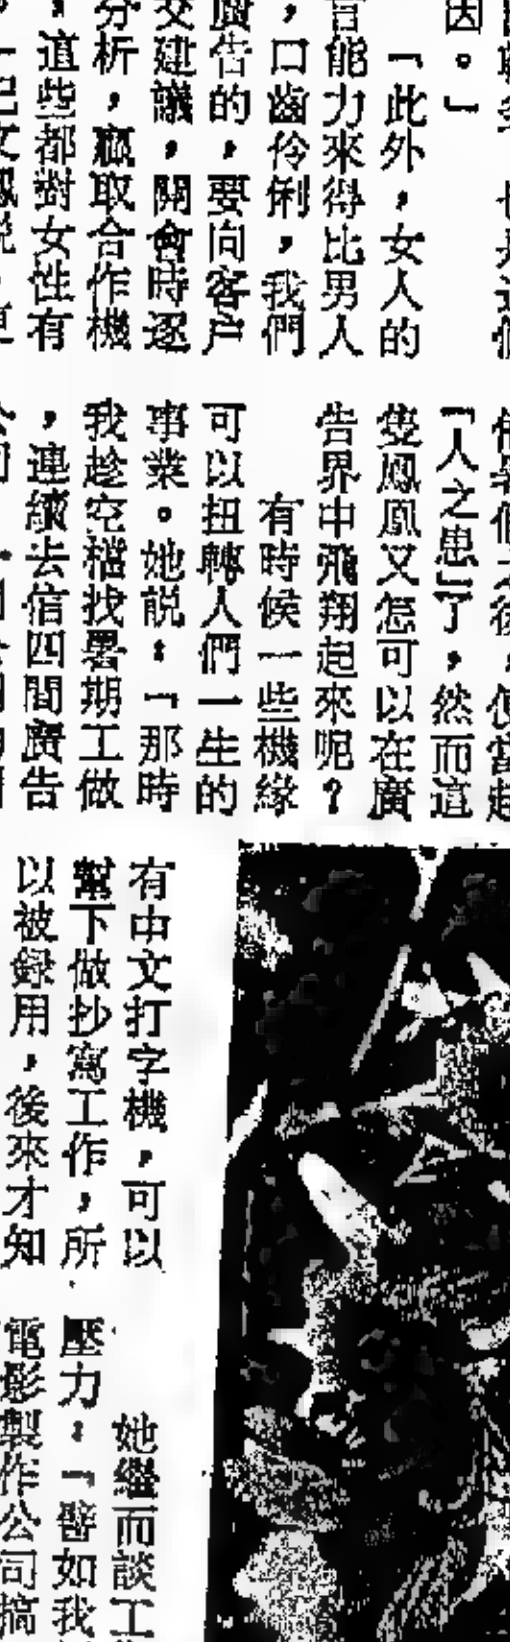 因。」
「此外，女人的
言能力來得比男人
，口齒伶俐，我們
廣告的，要向客户
交建議，開會時逐
分析，贏取合作機
，這些都對女性有
「人之患」了，然而這
隻鳳凰又怎可以在廣
告界中飛翔起來呢？
有時候一些機緣
可以扭轉人們一生的
事業。她説：「那時
我趁空檔找暑期工做
，連續去信四間廣告
有中文打字機，可以
幫下做抄寫工作，所
以被録用，後來才知
她繼而談工
壓力：「譬如我
電影製作公司搞